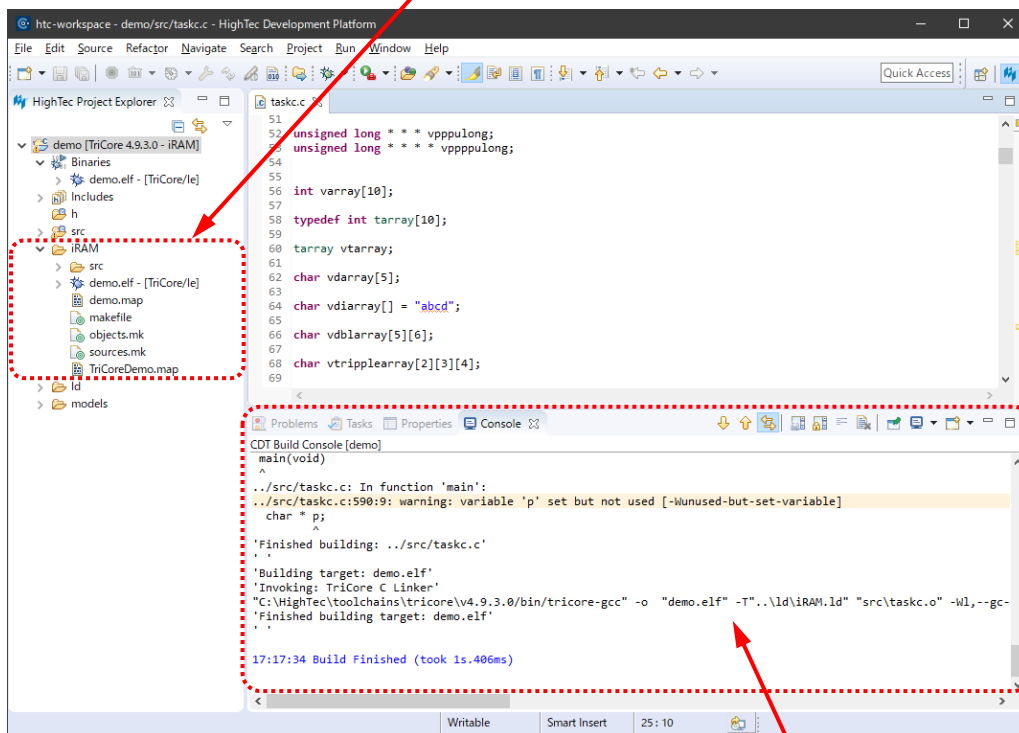 htc-workspace - demo/src/taskc.c - HighTec Development Platform
File Edit Source Refactor Navigate Search Project Run Window Help
Quick Access
HighTec Project Explorer
demo [TriCore 4.9.3.0 - iRAM]
Binaries
demo.elf - [TriCore/le]
Includes
h
src
iRAM
src
demo.elf - [TriCore/le]
demo.map
makefile
objects.mk
sources.mk
TriCoreDemo.map
ld
models
taskc.c
51
52 unsigned long * * * vpppulong;
53 unsigned long * * * * vppppulong;
54
55
56 int varray[10];
57
58 typedef int tarray[10];
59
60 tarray vtarray;
61
62 char vdarray[5];
63
64 char vdiarray[] = "abcd";
65
66 char vdblarray[5][6];
67
68 char vtripplearray[2][3][4];
69
Problems Tasks Properties Console
CDT Build Console [demo]
main(void)
^
../src/taskc.c: In function 'main':
../src/taskc.c:590:9: warning: variable 'p' set but not used [-Wunused-but-set-variable]
char * p;
^
'Finished building: ../src/taskc.c'
' '
'Building target: demo.elf'
'Invoking: TriCore C Linker'
"C:\HighTec\toolchains\tricore\v4.9.3.0/bin/tricore-gcc" -o "demo.elf" -T"..\ld\iRAM.ld" "src\taskc.o" -Wl,--gc-
'Finished building target: demo.elf'
' '
17:17:34 Build Finished (took 1s.406ms)
Writable Smart Insert 25 : 10